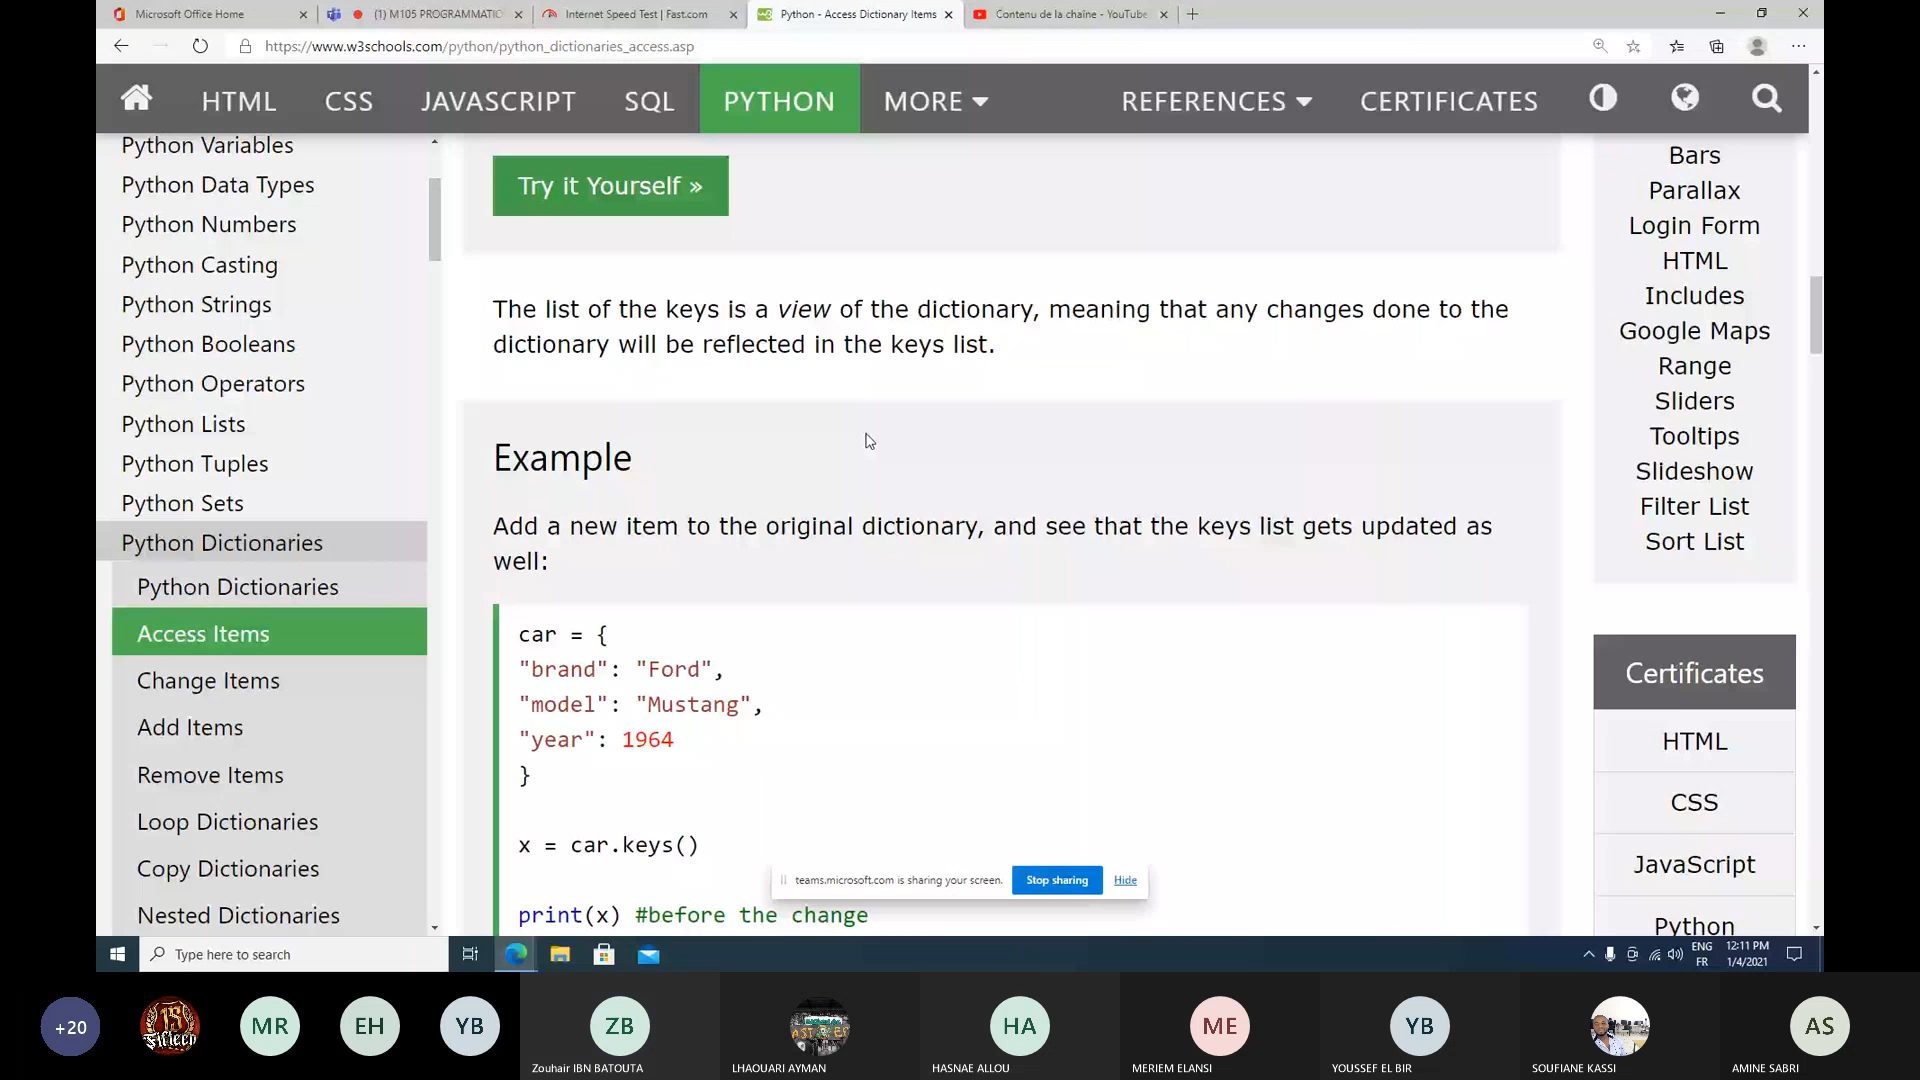 Microsoft Office Home
(1) M105 PROGRAMMATIC
Internet Speed Test | Fast.com
Python - Access Dictionary Items
Contenu de la chaîne - YouTube
https://www.w3schools.com/python/python_dictionaries_access.asp
HTML CSS JAVASCRIPT SQL PYTHON MORE REFERENCES CERTIFICATES
Python Variables
Python Data Types
Python Numbers
Python Casting
Python Strings
Python Booleans
Python Operators
Python Lists
Python Tuples
Python Sets
Python Dictionaries
Python Dictionaries
Access Items
Change Items
Add Items
Remove Items
Loop Dictionaries
Copy Dictionaries
Nested Dictionaries
Try it Yourself »
The list of the keys is a view of the dictionary, meaning that any changes done to the
dictionary will be reflected in the keys list.
Example
Add a new item to the original dictionary, and see that the keys list gets updated as
well:
car = {
"brand": "Ford",
"model": "Mustang",
"year": 1964
}
x = car.keys()
print(x) #before the change
Bars
Parallax
Login Form
HTML
Includes
Google Maps
Range
Sliders
Tooltips
Slideshow
Filter List
Sort List
Certificates
HTML
CSS
JavaScript
Python
teams.microsoft.com is sharing your screen.
Stop sharing
Hide
Type here to search
ENG
FR
12:11 PM
1/4/2021
+20
15
Fifteen
MR
EH
YB
ZB
HA
ME
YB
AS
Zouhair IBN BATOUTA
LHAOUARI AYMAN
HASNAE ALLOU
MERIEM ELANSI
YOUSSEF EL BIR
SOUFIANE KASSI
AMINE SABRI